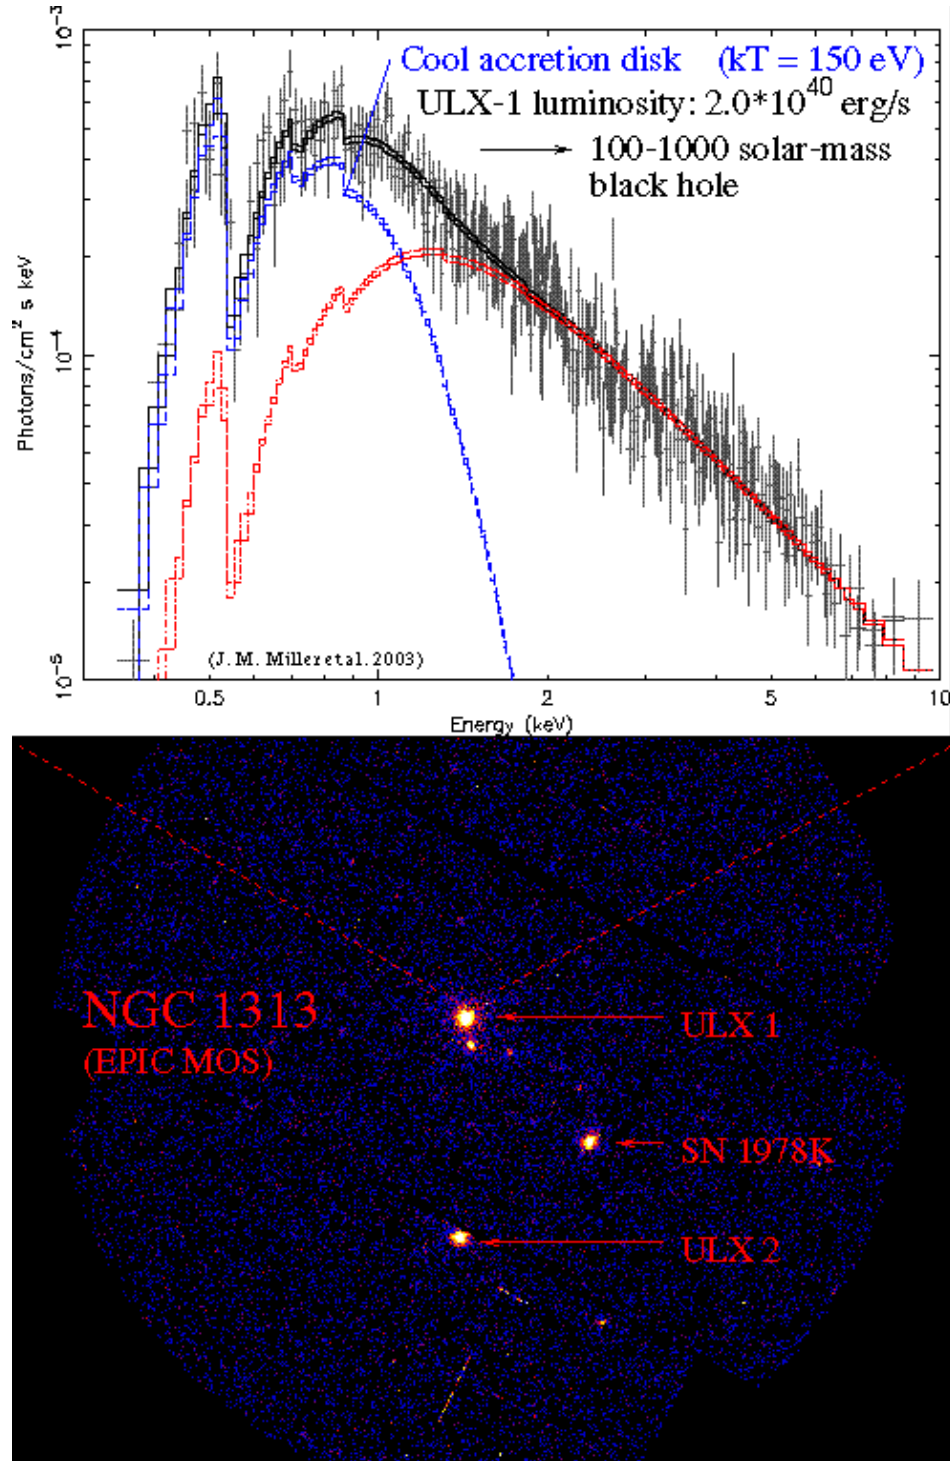 10⁻³
Cool accretion disk (kT = 150 eV)
ULX-1 luminosity: 2.0*10⁴⁰ erg/s
100-1000 solar-mass
black hole
Photons/cm² s keV
10⁻⁴
(J. M. Miller et al. 2003)
10⁻⁵
0.5 1 2 5 10
Energy (keV)
NGC 1313
(EPIC MOS)
ULX 1
SN 1978K
ULX 2